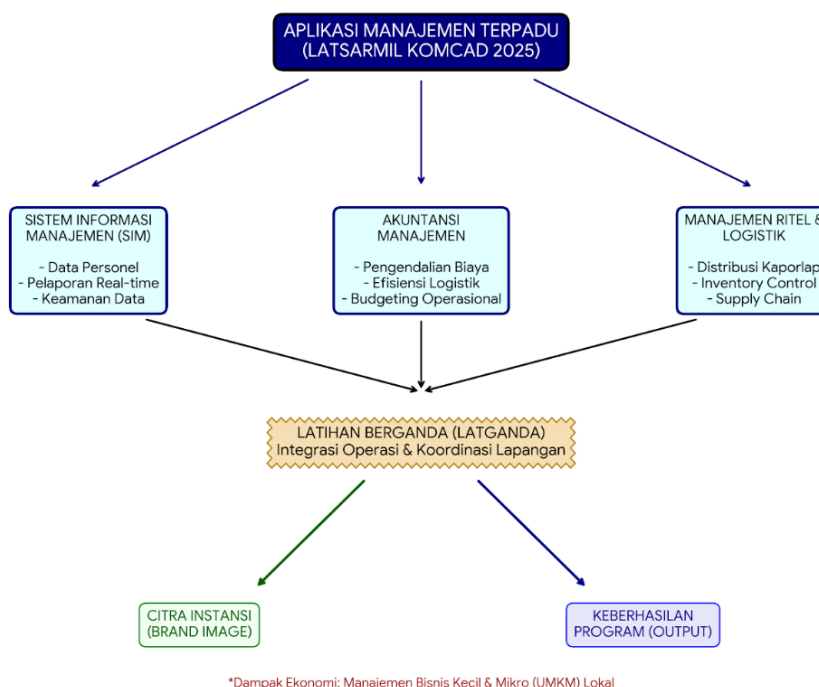 APLIKASI MANAJEMEN TERPADU
(LATSARMIL KOMCAD 2025)
SISTEM INFORMASI
MANAJEMEN (SIM)
- Data Personel
- Pelaporan Real-time
- Keamanan Data
AKUNTANSI
MANAJEMEN
- Pengendalian Biaya
- Efisiensi Logistik
- Budgeting Operasional
MANAJEMEN RITEL &
LOGISTIK
- Distribusi Kaporlap
- Inventory Control
- Supply Chain
LATIHAN BERGANDA (LATGANDA)
Integrasi Operasi & Koordinasi Lapangan
CITRA INSTANSI
(BRAND IMAGE)
KEBERHASILAN
PROGRAM (OUTPUT)
*Dampak Ekonomi: Manajemen Bisnis Kecil & Mikro (UMKM) Lokal